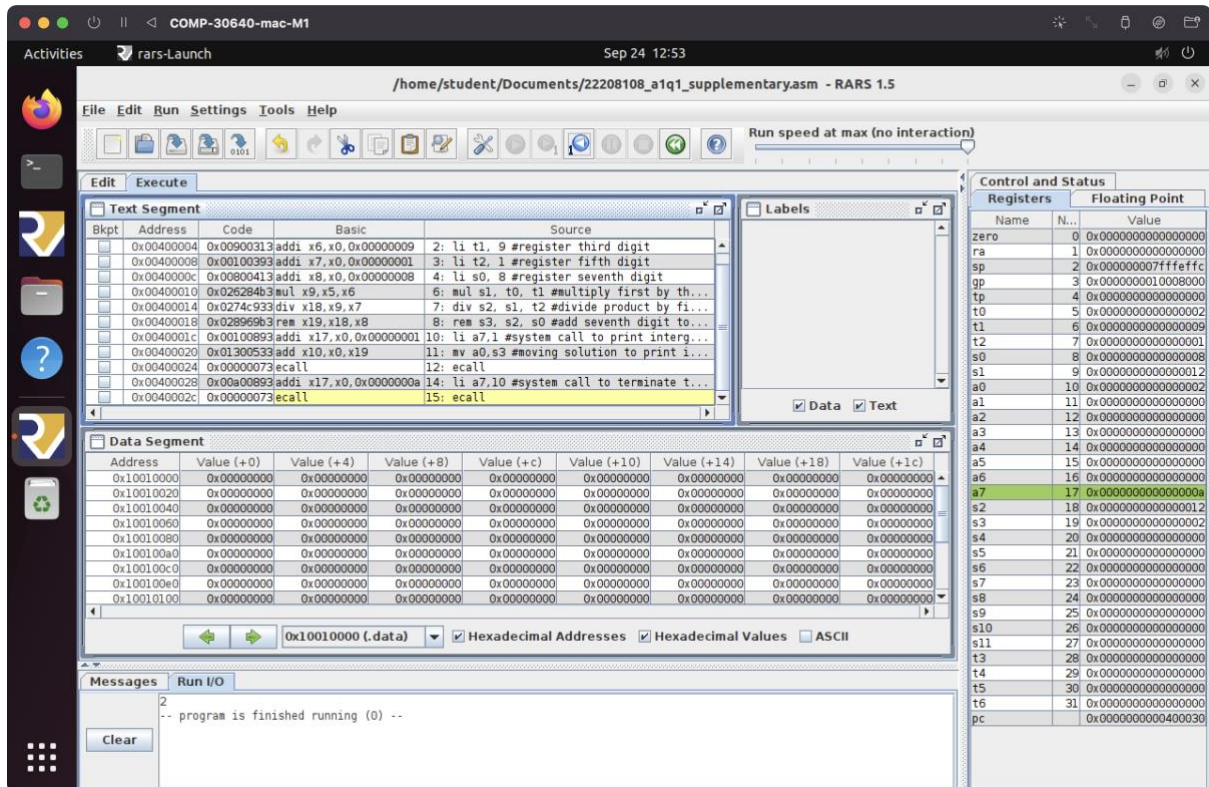 COMP-30640-mac-M1
Activities rars-Launch Sep 24 12:53
/home/student/Documents/22208108_a1q1_supplementary.asm - RARS 1.5
File Edit Run Settings Tools Help
Run speed at max (no interaction)
Edit Execute
Text Segment
Bkpt Address Code Basic Source
0x00400004 0x00900313 addi x6,x0,0x00000009 2: li t1, 9 #register third digit
0x00400008 0x00100393 addi x7,x0,0x00000001 3: li t2, 1 #register fifth digit
0x0040000c 0x00800413 addi x8,x0,0x00000008 4: li s0, 8 #register seventh digit
0x00400010 0x026284b3 mul x9,x5,x6 6: mul s1, t0, t1 #multiply first by th...
0x00400014 0x0274c933 div x18,x9,x7 7: div s2, s1, t2 #divide product by fi...
0x00400018 0x028969b3 rem x19,x18,x8 8: rem s3, s2, s0 #add seventh digit to...
0x0040001c 0x00100893 addi x17,x0,0x00000001 10: li a7,1 #system call to print interg...
0x00400020 0x01300533 add x10,x0,x19 11: mv a0,s3 #moving solution to print i...
0x00400024 0x00000073 ecall 12: ecall
0x00400028 0x00a00893 addi x17,x0,0x0000000a 14: li a7,10 #system call to terminate t...
0x0040002c 0x00000073 ecall 15: ecall
Labels
Data Text
Data Segment
Address Value (+0) Value (+4) Value (+8) Value (+c) Value (+10) Value (+14) Value (+18) Value (+1c)
0x10010000 0x00000000 0x00000000 0x00000000 0x00000000 0x00000000 0x00000000 0x00000000 0x00000000
0x10010020 0x00000000 0x00000000 0x00000000 0x00000000 0x00000000 0x00000000 0x00000000 0x00000000
0x10010040 0x00000000 0x00000000 0x00000000 0x00000000 0x00000000 0x00000000 0x00000000 0x00000000
0x10010060 0x00000000 0x00000000 0x00000000 0x00000000 0x00000000 0x00000000 0x00000000 0x00000000
0x10010080 0x00000000 0x00000000 0x00000000 0x00000000 0x00000000 0x00000000 0x00000000 0x00000000
0x100100a0 0x00000000 0x00000000 0x00000000 0x00000000 0x00000000 0x00000000 0x00000000 0x00000000
0x100100c0 0x00000000 0x00000000 0x00000000 0x00000000 0x00000000 0x00000000 0x00000000 0x00000000
0x100100e0 0x00000000 0x00000000 0x00000000 0x00000000 0x00000000 0x00000000 0x00000000 0x00000000
0x10010100 0x00000000 0x00000000 0x00000000 0x00000000 0x00000000 0x00000000 0x00000000 0x00000000
0x10010000 (.data) Hexadecimal Addresses Hexadecimal Values ASCII
Messages Run I/O
2
-- program is finished running (0) --
Clear
Control and Status
Registers Floating Point
Name N... Value
zero 0 0x0000000000000000
ra 1 0x0000000000000000
sp 2 0x000000007fffeffc
gp 3 0x0000000010008000
tp 4 0x0000000000000000
t0 5 0x0000000000000002
t1 6 0x0000000000000009
t2 7 0x0000000000000001
s0 8 0x0000000000000008
s1 9 0x0000000000000012
a0 10 0x0000000000000002
a1 11 0x0000000000000000
a2 12 0x0000000000000000
a3 13 0x0000000000000000
a4 14 0x0000000000000000
a5 15 0x0000000000000000
a6 16 0x0000000000000000
a7 17 0x000000000000000a
s2 18 0x0000000000000012
s3 19 0x0000000000000002
s4 20 0x0000000000000000
s5 21 0x0000000000000000
s6 22 0x0000000000000000
s7 23 0x0000000000000000
s8 24 0x0000000000000000
s9 25 0x0000000000000000
s10 26 0x0000000000000000
s11 27 0x0000000000000000
t3 28 0x0000000000000000
t4 29 0x0000000000000000
t5 30 0x0000000000000000
t6 31 0x0000000000000000
pc 0x0000000000400030